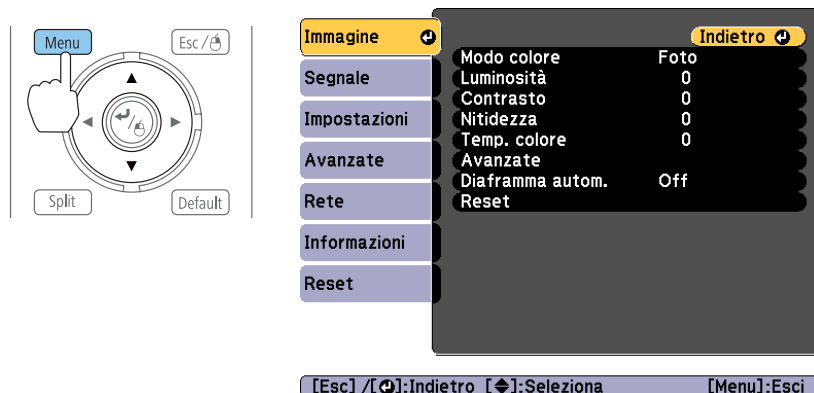 Menu
Esc /
Split
Default
Immagine
Segnale
Impostazioni
Avanzate
Rete
Informazioni
Reset
Indietro
Modo colore Foto
Luminosità 0
Contrasto 0
Nitidezza 0
Temp. colore 0
Avanzate
Diaframma autom. Off
Reset
[Esc] /[ ]:Indietro [ ]:Seleziona [Menu]:Esci